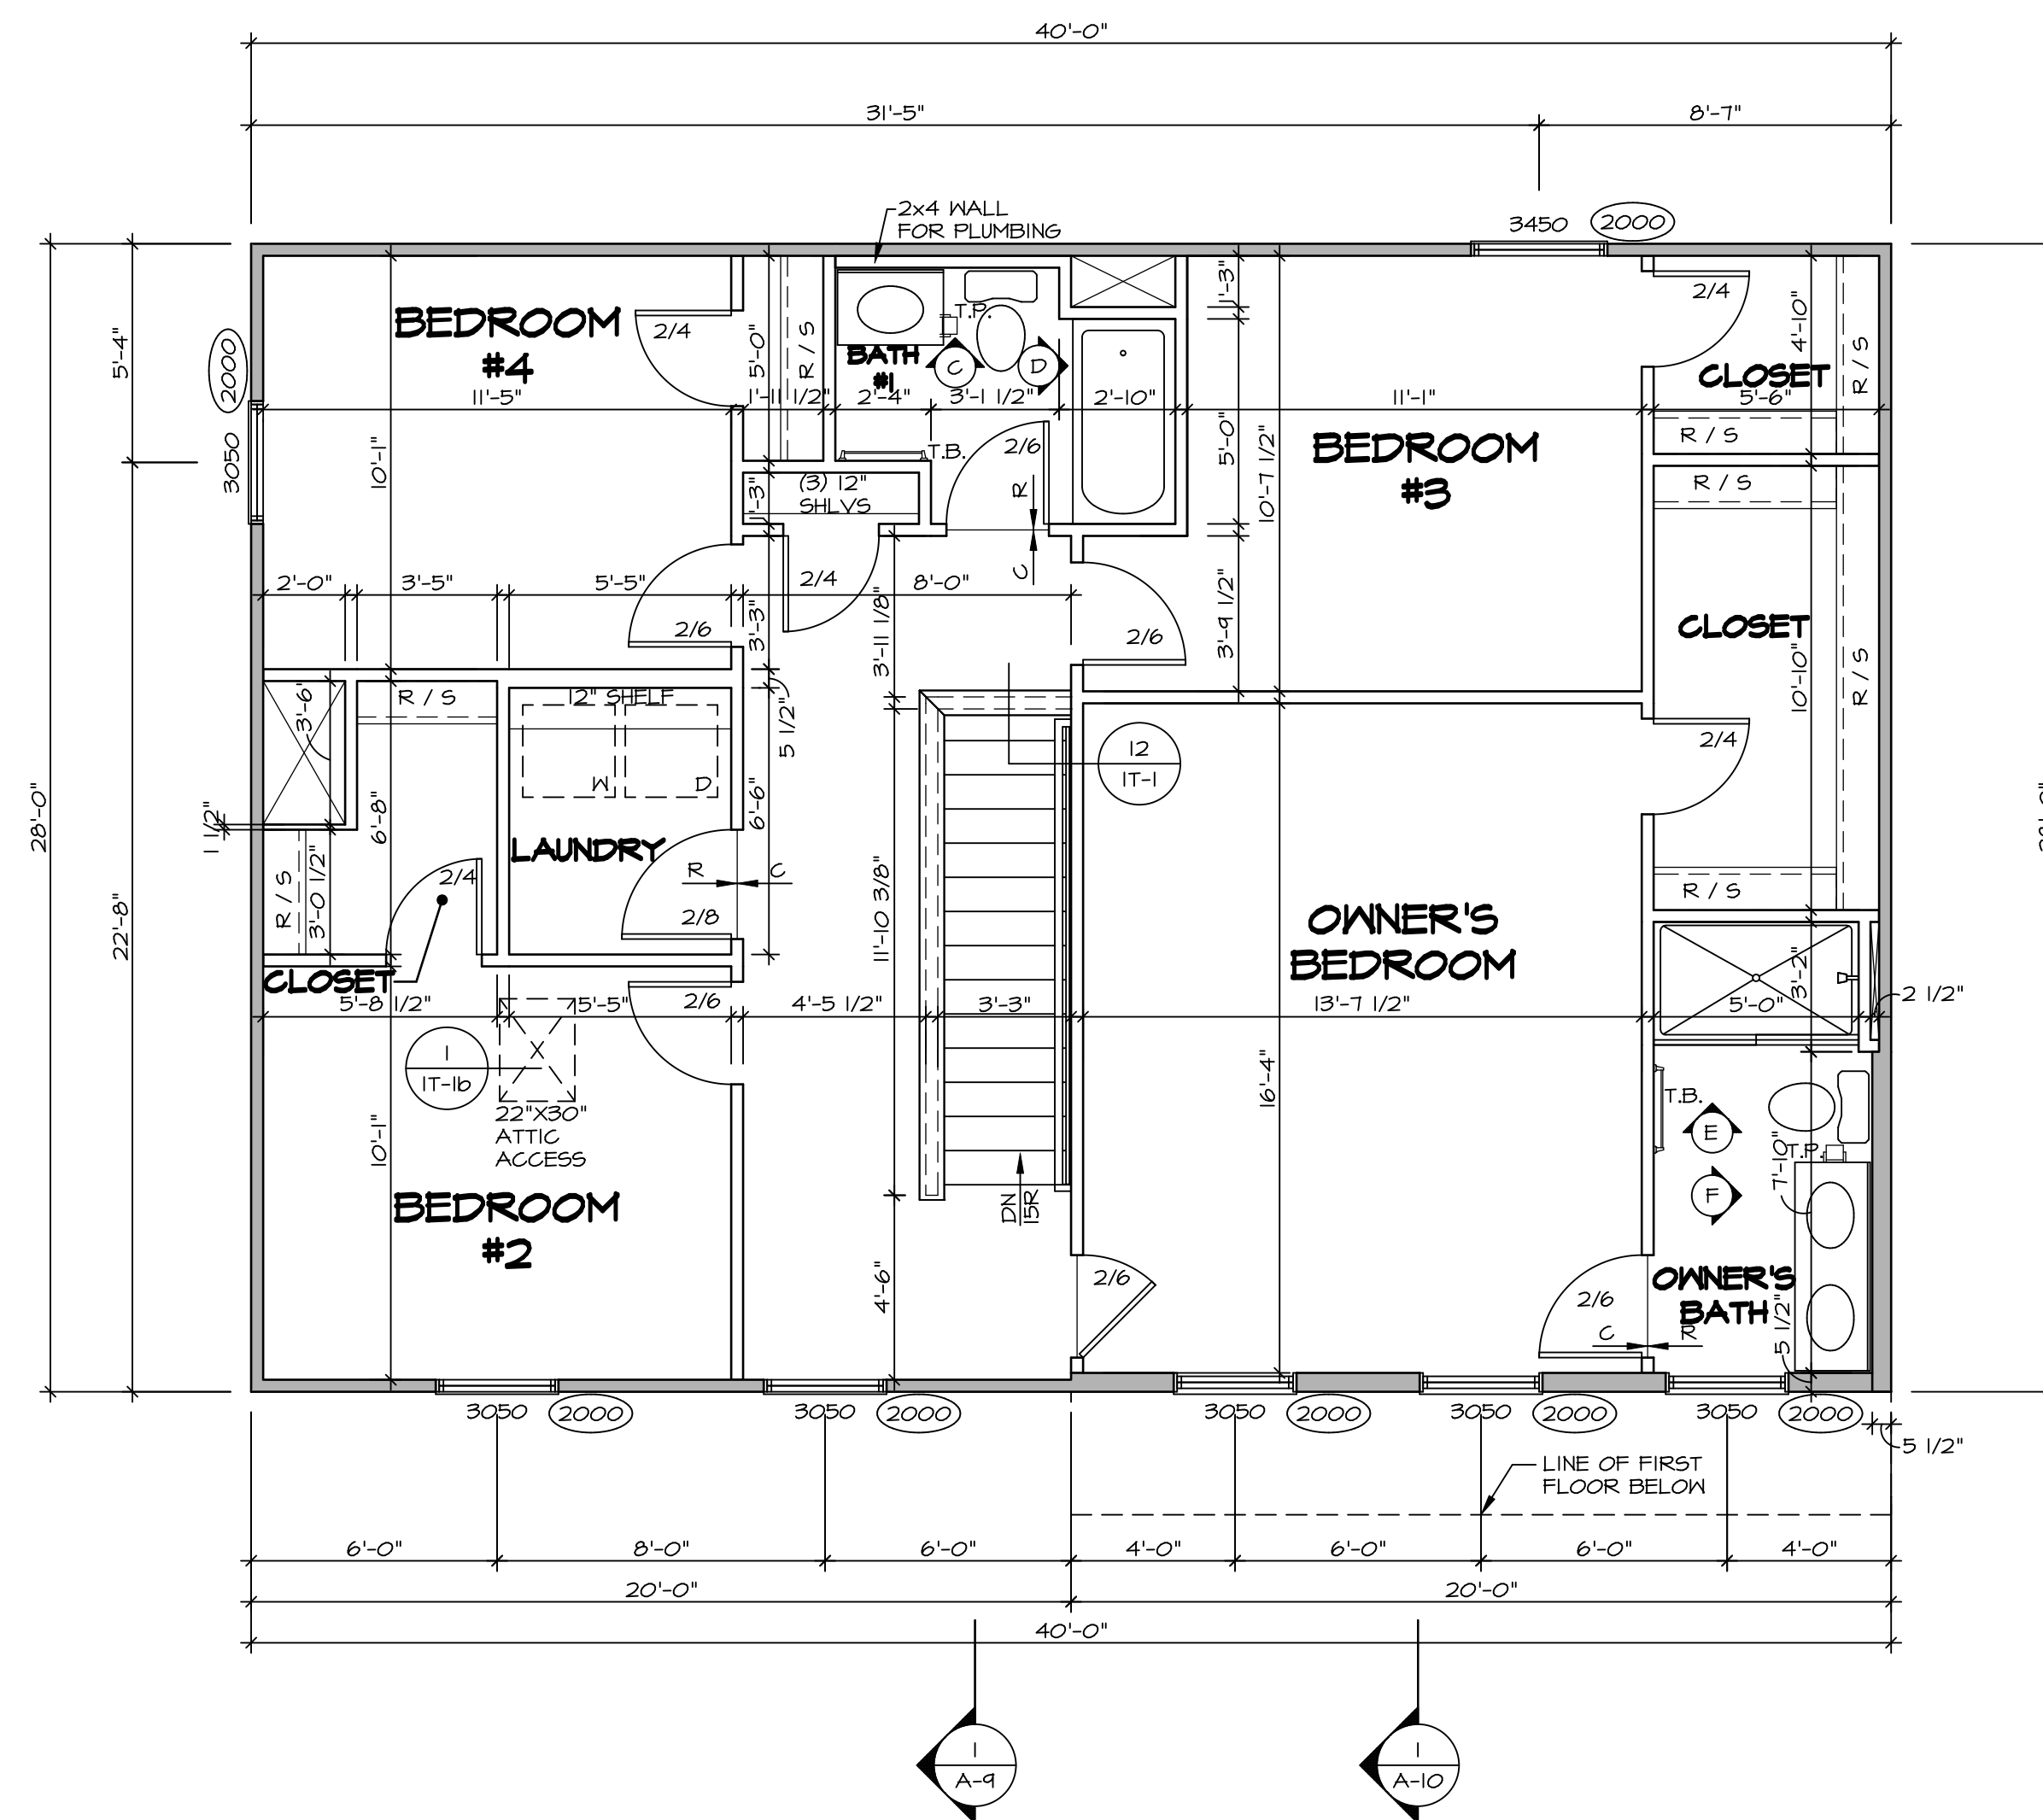 40'-0"
31'-5"
8'-7"
2x4 WALL
FOR PLUMBING
3450
2000
BEDROOM
#4
2/4
5'-0"
R / S
T.P.
BATH
#1
C
D
1'-3"
2/4
4'-10"
CLOSET
R / S
5'-4"
2000
3050
11'-5"
1'-11 1/2"
2'-4"
3'-1 1/2"
2'-10"
11'-1"
5'-6"
10'-1"
T.B.
2/6
R
C
5'-0"
10'-7 1/2"
BEDROOM
#3
R / S
R / S
1'-3"
(3) 12"
SHLVS
2'-0"
3'-5"
5'-5"
2/4
8'-0"
2/6
3'-3"
3'-11 1/8"
2/6
3'-9 1/2"
CLOSET
10'-10"
R / S
3'-6"
R / S
12" SHELF
5 1/2"
W
D
12
1T-1
2/4
28'-0"
22'-8"
1 1/2"
6'-8"
6'-6"
LAUNDRY
R
C
2/4
R / S
3'-0 1/2"
2/8
11'-10 3/8"
R / S
OWNER'S
BEDROOM
CLOSET
5'-8 1/2"
5'-5"
2/6
4'-5 1/2"
3'-3"
13'-7 1/2"
5'-0"
3'-2"
2 1/2"
1
1T-1b
22"X30"
ATTIC
ACCESS
10'-1"
16'-4"
T.B.
E
T.P.
7'-10"
F
BEDROOM
#2
DN
15R
4'-6"
2/6
2/6
OWNER'S
BATH
C
R
5 1/2"
3050
2000
3050
2000
3050
2000
3050
2000
3050
2000
5 1/2"
LINE OF FIRST
FLOOR BELOW
6'-0"
8'-0"
6'-0"
4'-0"
6'-0"
6'-0"
4'-0"
20'-0"
20'-0"
40'-0"
1
A-9
1
A-10